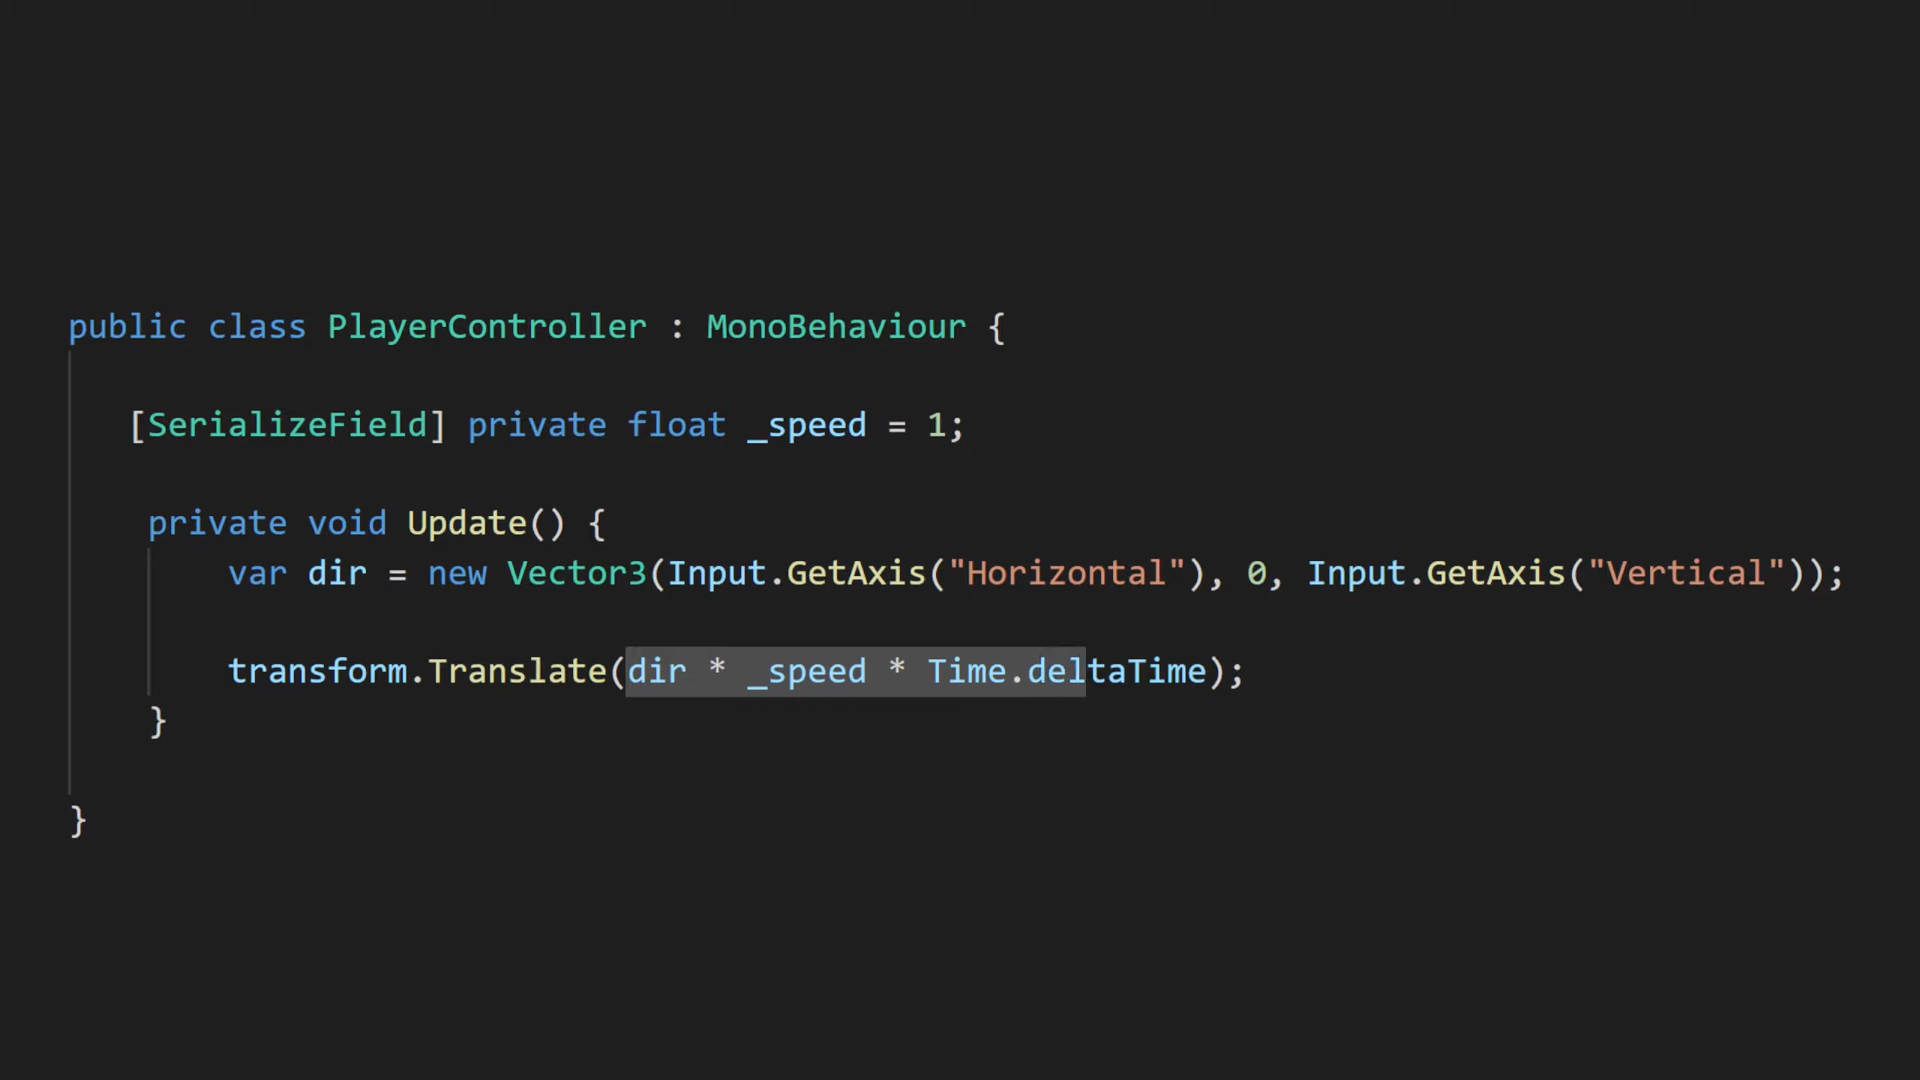 public class PlayerController : MonoBehaviour {
[SerializeField] private float _speed = 1;
private void Update() {
var dir = new Vector3(Input.GetAxis("Horizontal"), 0, Input.GetAxis("Vertical"));
transform.Translate(dir * _speed * Time.deltaTime);
}
}